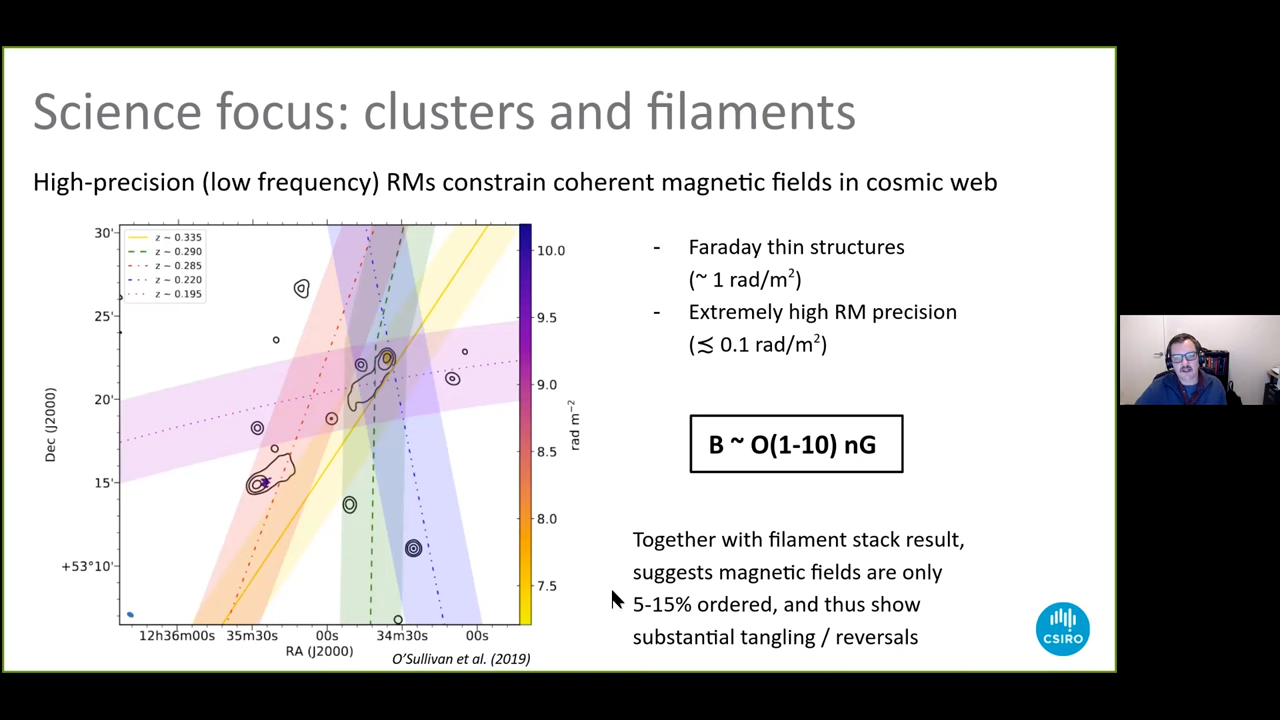 Science focus: clusters and filaments
High-precision (low frequency) RMs constrain coherent magnetic fields in cosmic web
z ~ 0.335
z ~ 0.290
z ~ 0.285
z ~ 0.220
z ~ 0.195
30'
25'
20'
15'
+53°10'
Dec (J2000)
12h36m00s 35m30s 00s 34m30s 00s
RA (J2000)
10.0
9.5
9.0
8.5
8.0
7.5
rad m⁻²
O'Sullivan et al. (2019)
- Faraday thin structures
(~ 1 rad/m²)
- Extremely high RM precision
(≲ 0.1 rad/m²)
B ~ O(1-10) nG
Together with filament stack result,
suggests magnetic fields are only
5-15% ordered, and thus show
substantial tangling / reversals
CSIRO